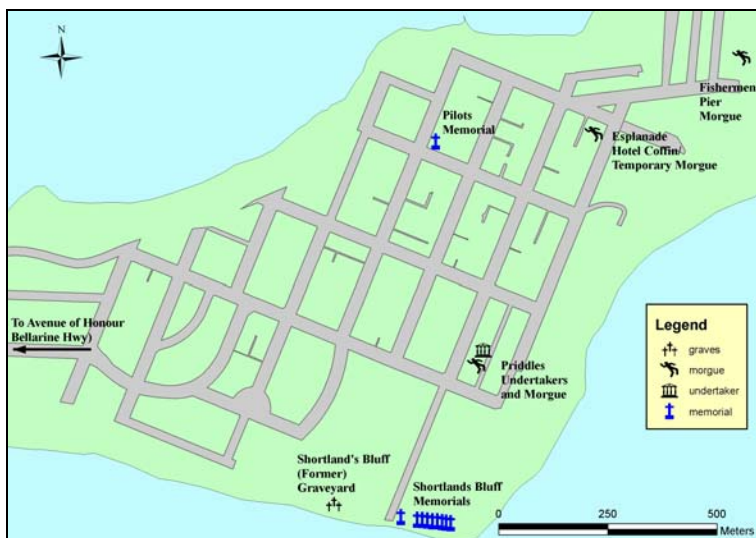 N
Fishermen
Pier
Morgue
Pilots
Memorial
Esplanade
Hotel Coffin
Temporary Morgue
To Avenue of Honour
Bellarine Hwy)
Priddles
Undertakers
and Morgue
Shortland's Bluff
(Former)
Graveyard
Shortlands Bluff
Memorials
Legend
graves
morgue
undertaker
memorial
0 250 500
Meters